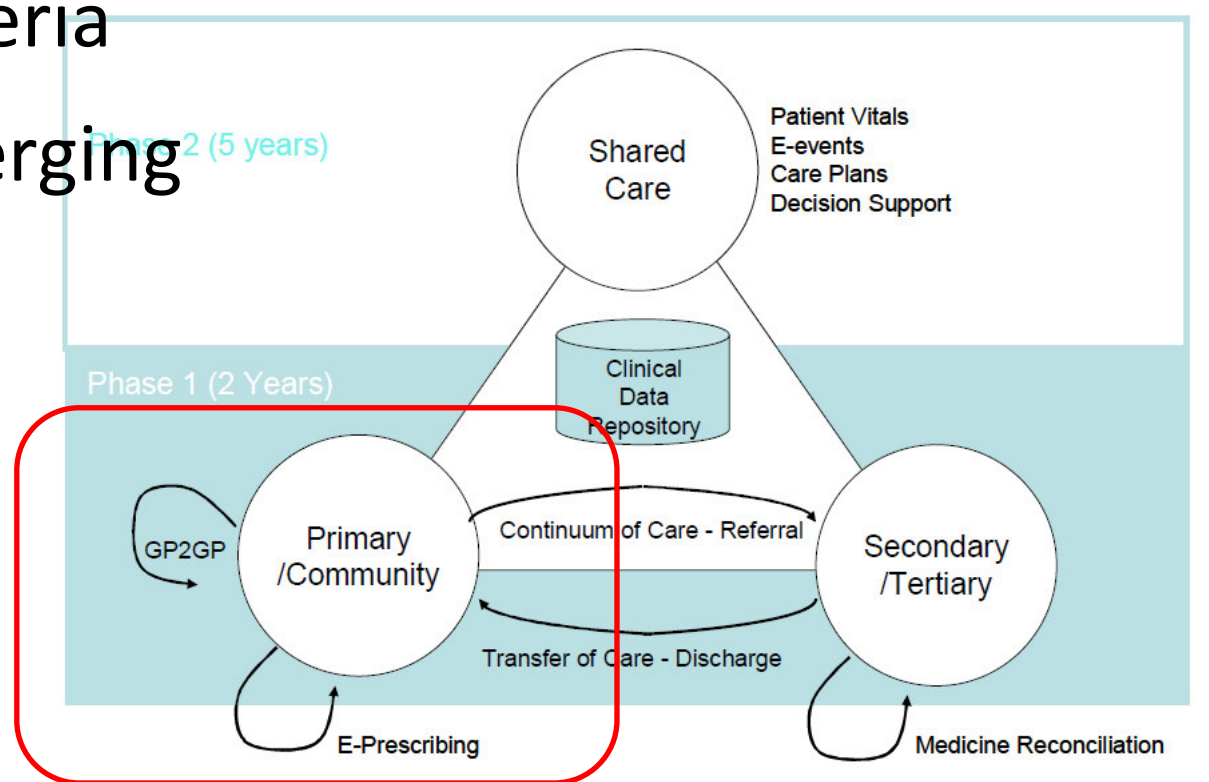 eria
Phase 2 (5 years)
erging
Shared
Care
Patient Vitals
E-events
Care Plans
Decision Support
Phase 1 (2 Years)
Clinical
Data
Repository
GP2GP
Primary
/Community
Continuum of Care - Referral
Secondary
/Tertiary
Transfer of Care - Discharge
E-Prescribing
Medicine Reconciliation